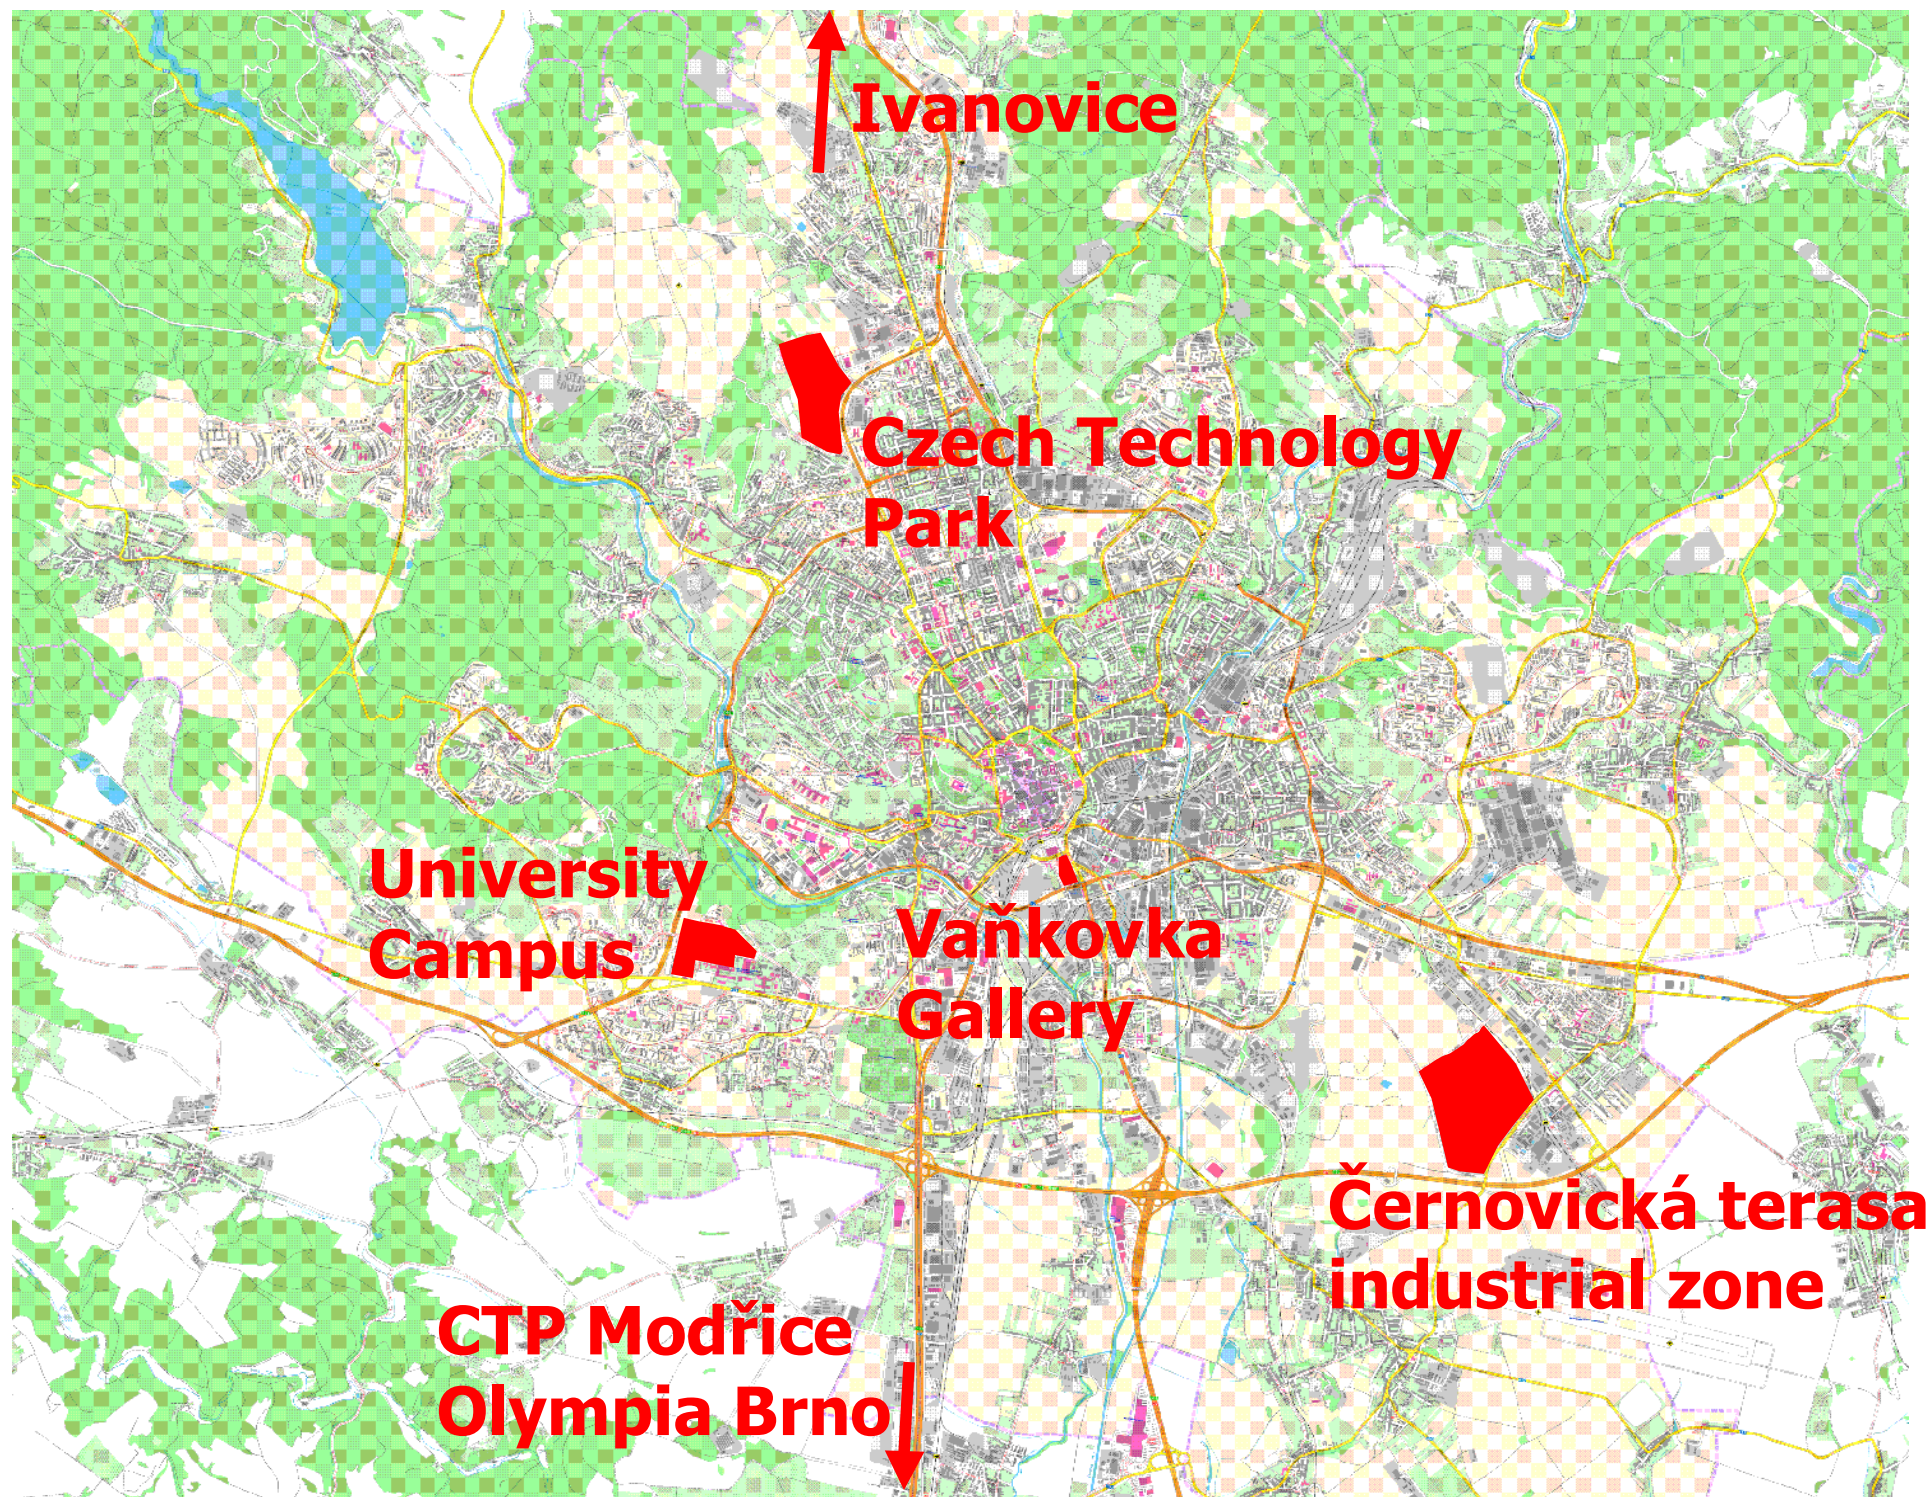 Ivanovice
Czech Technology
Park
University
Campus
Vaňkovka
Gallery
Černovická terasa
industrial zone
CTP Modřice
Olympia Brno